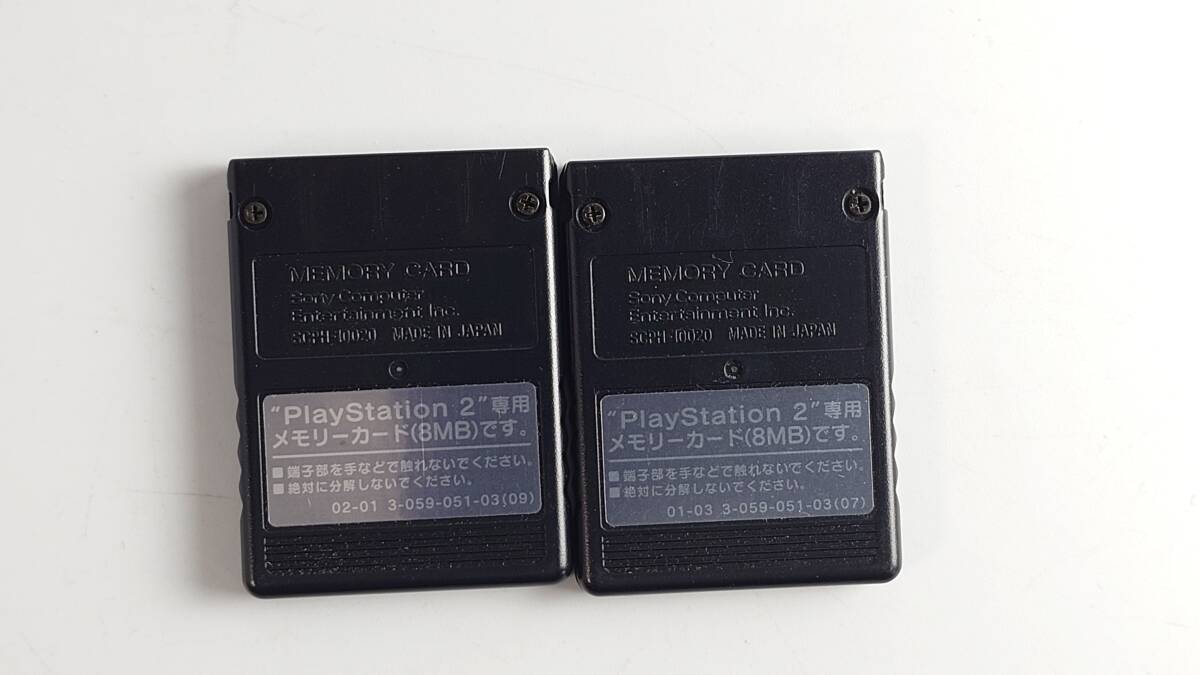 MEMORY CARD
Sony Computer
Entertainment Inc.
SCPH-10020 MADE IN JAPAN
"PlayStation 2"専用
メモリーカード(8MB)です。
■端子部を手などで触れないでください。
■絶対に分解しないでください。
02-01 3-059-051-03(09)
MEMORY CARD
Sony Computer
Entertainment Inc.
SCPH-10020 MADE IN JAPAN
"PlayStation 2"専用
メモリーカード(8MB)です。
■端子部を手などで触れないでください。
■絶対に分解しないでください。
01-03 3-059-051-03(07)